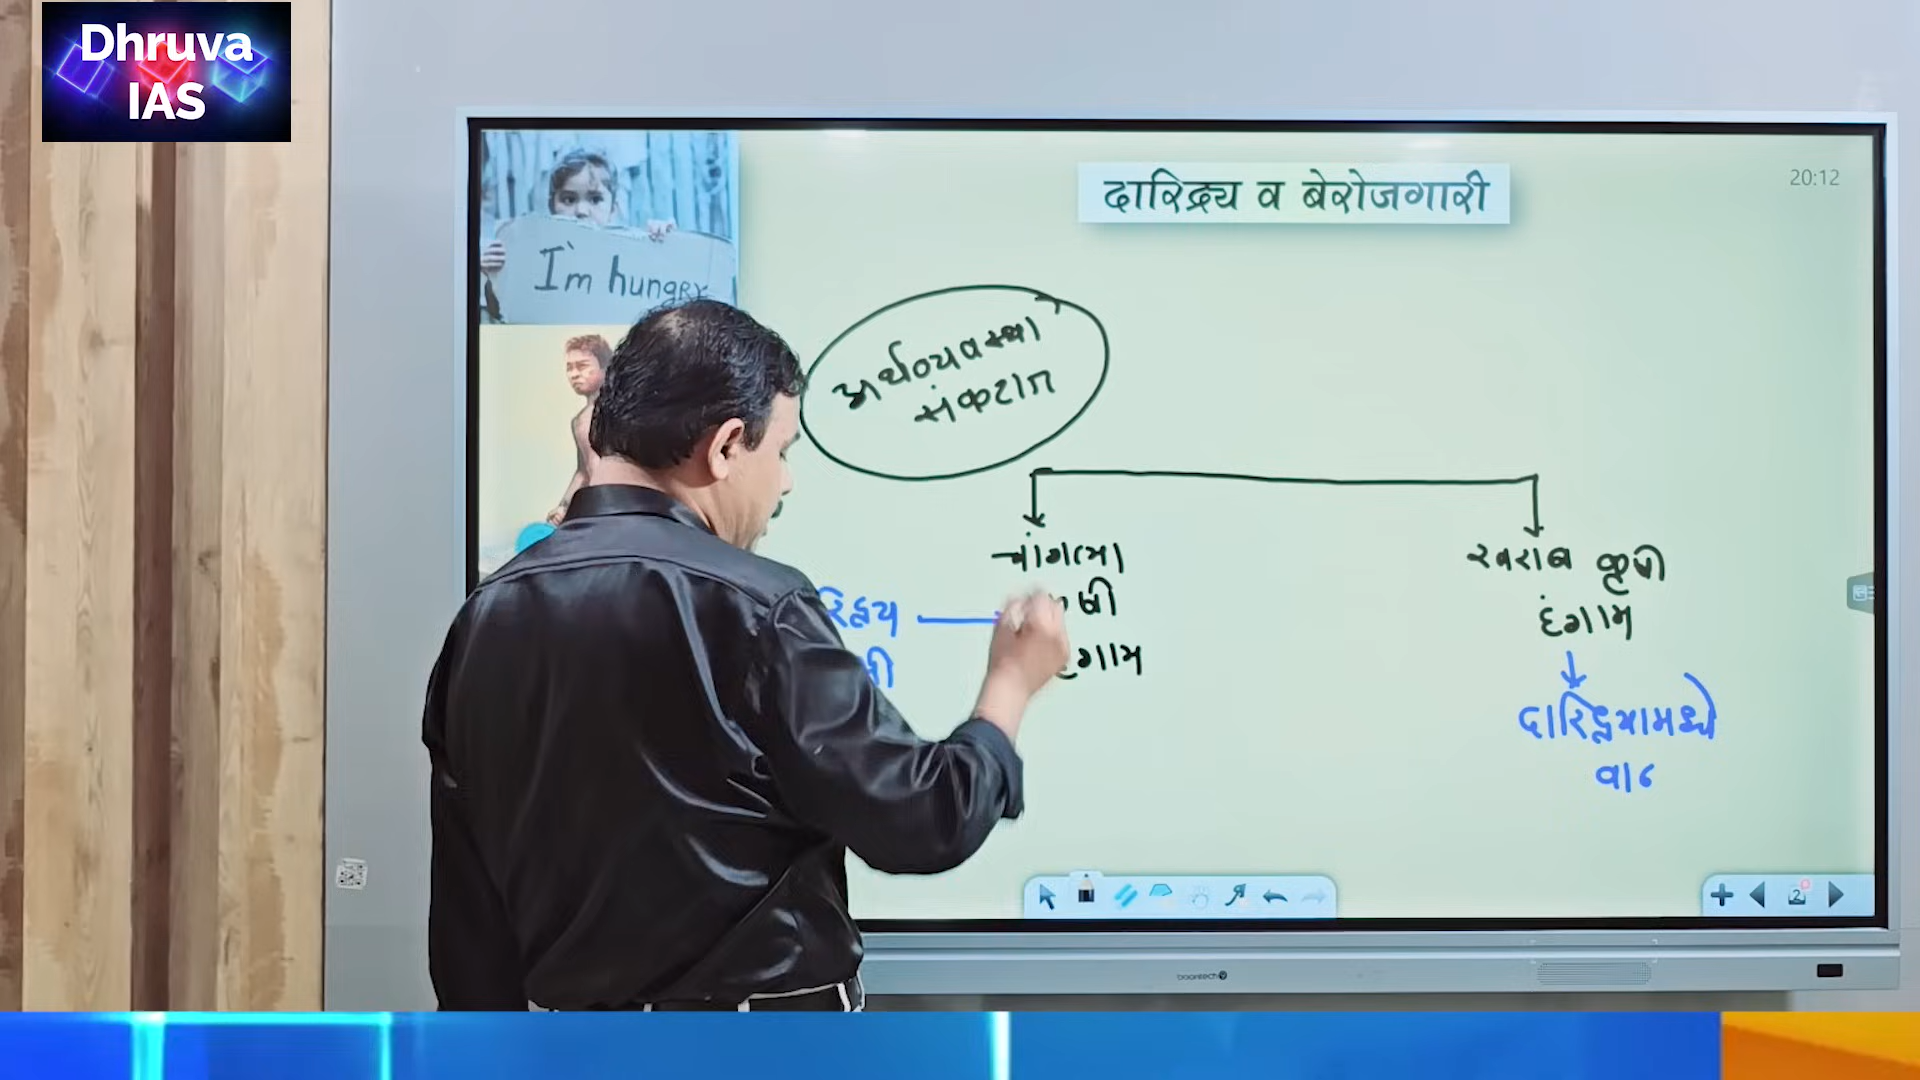 Dhruva
IAS
20:12
दारिद्र्य व बेरोजगारी
I'm hungry
अर्थव्यवस्था
संकटात
चांगला
हंगाम
खराब कृषी
हंगाम
दारिद्र्यामध्ये
वाढ